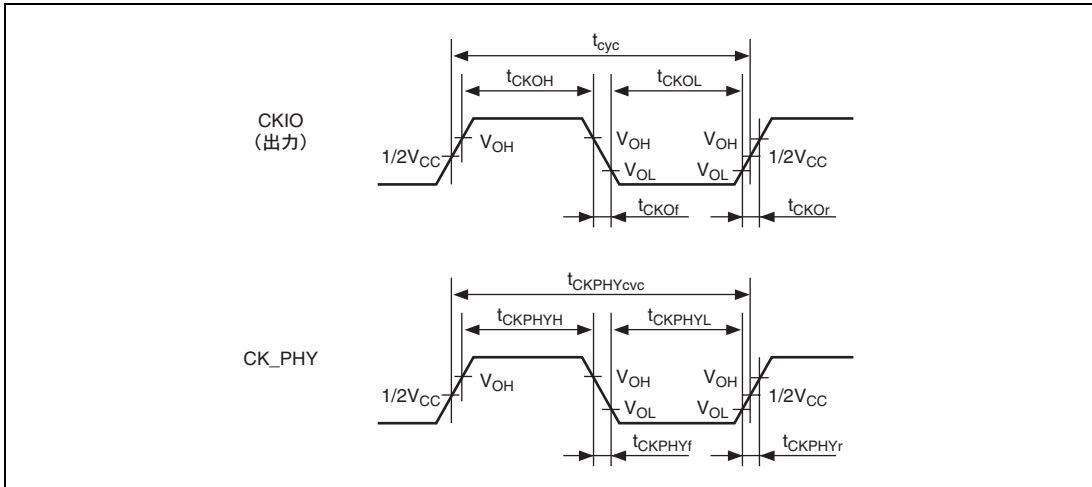 tcyc
tCKOH tCKOL
CKIO
（出力）
1/2VCC VOH VOH VOL VOH VOL 1/2VCC
tCKOf tCKOr
tCKPHYcvc
tCKPHYH tCKPHYL
CK_PHY
1/2VCC VOH VOH VOL VOH VOL 1/2VCC
tCKPHYf tCKPHYr